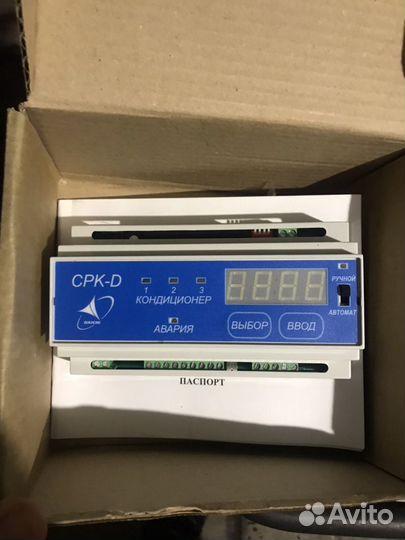 СРК-D
1 2 3
КОНДИЦИОНЕР
АВАРИЯ
ВЫБОР
ВВОД
РУЧНОЙ
АВТОМАТ
ПАСПОРТ
Avito